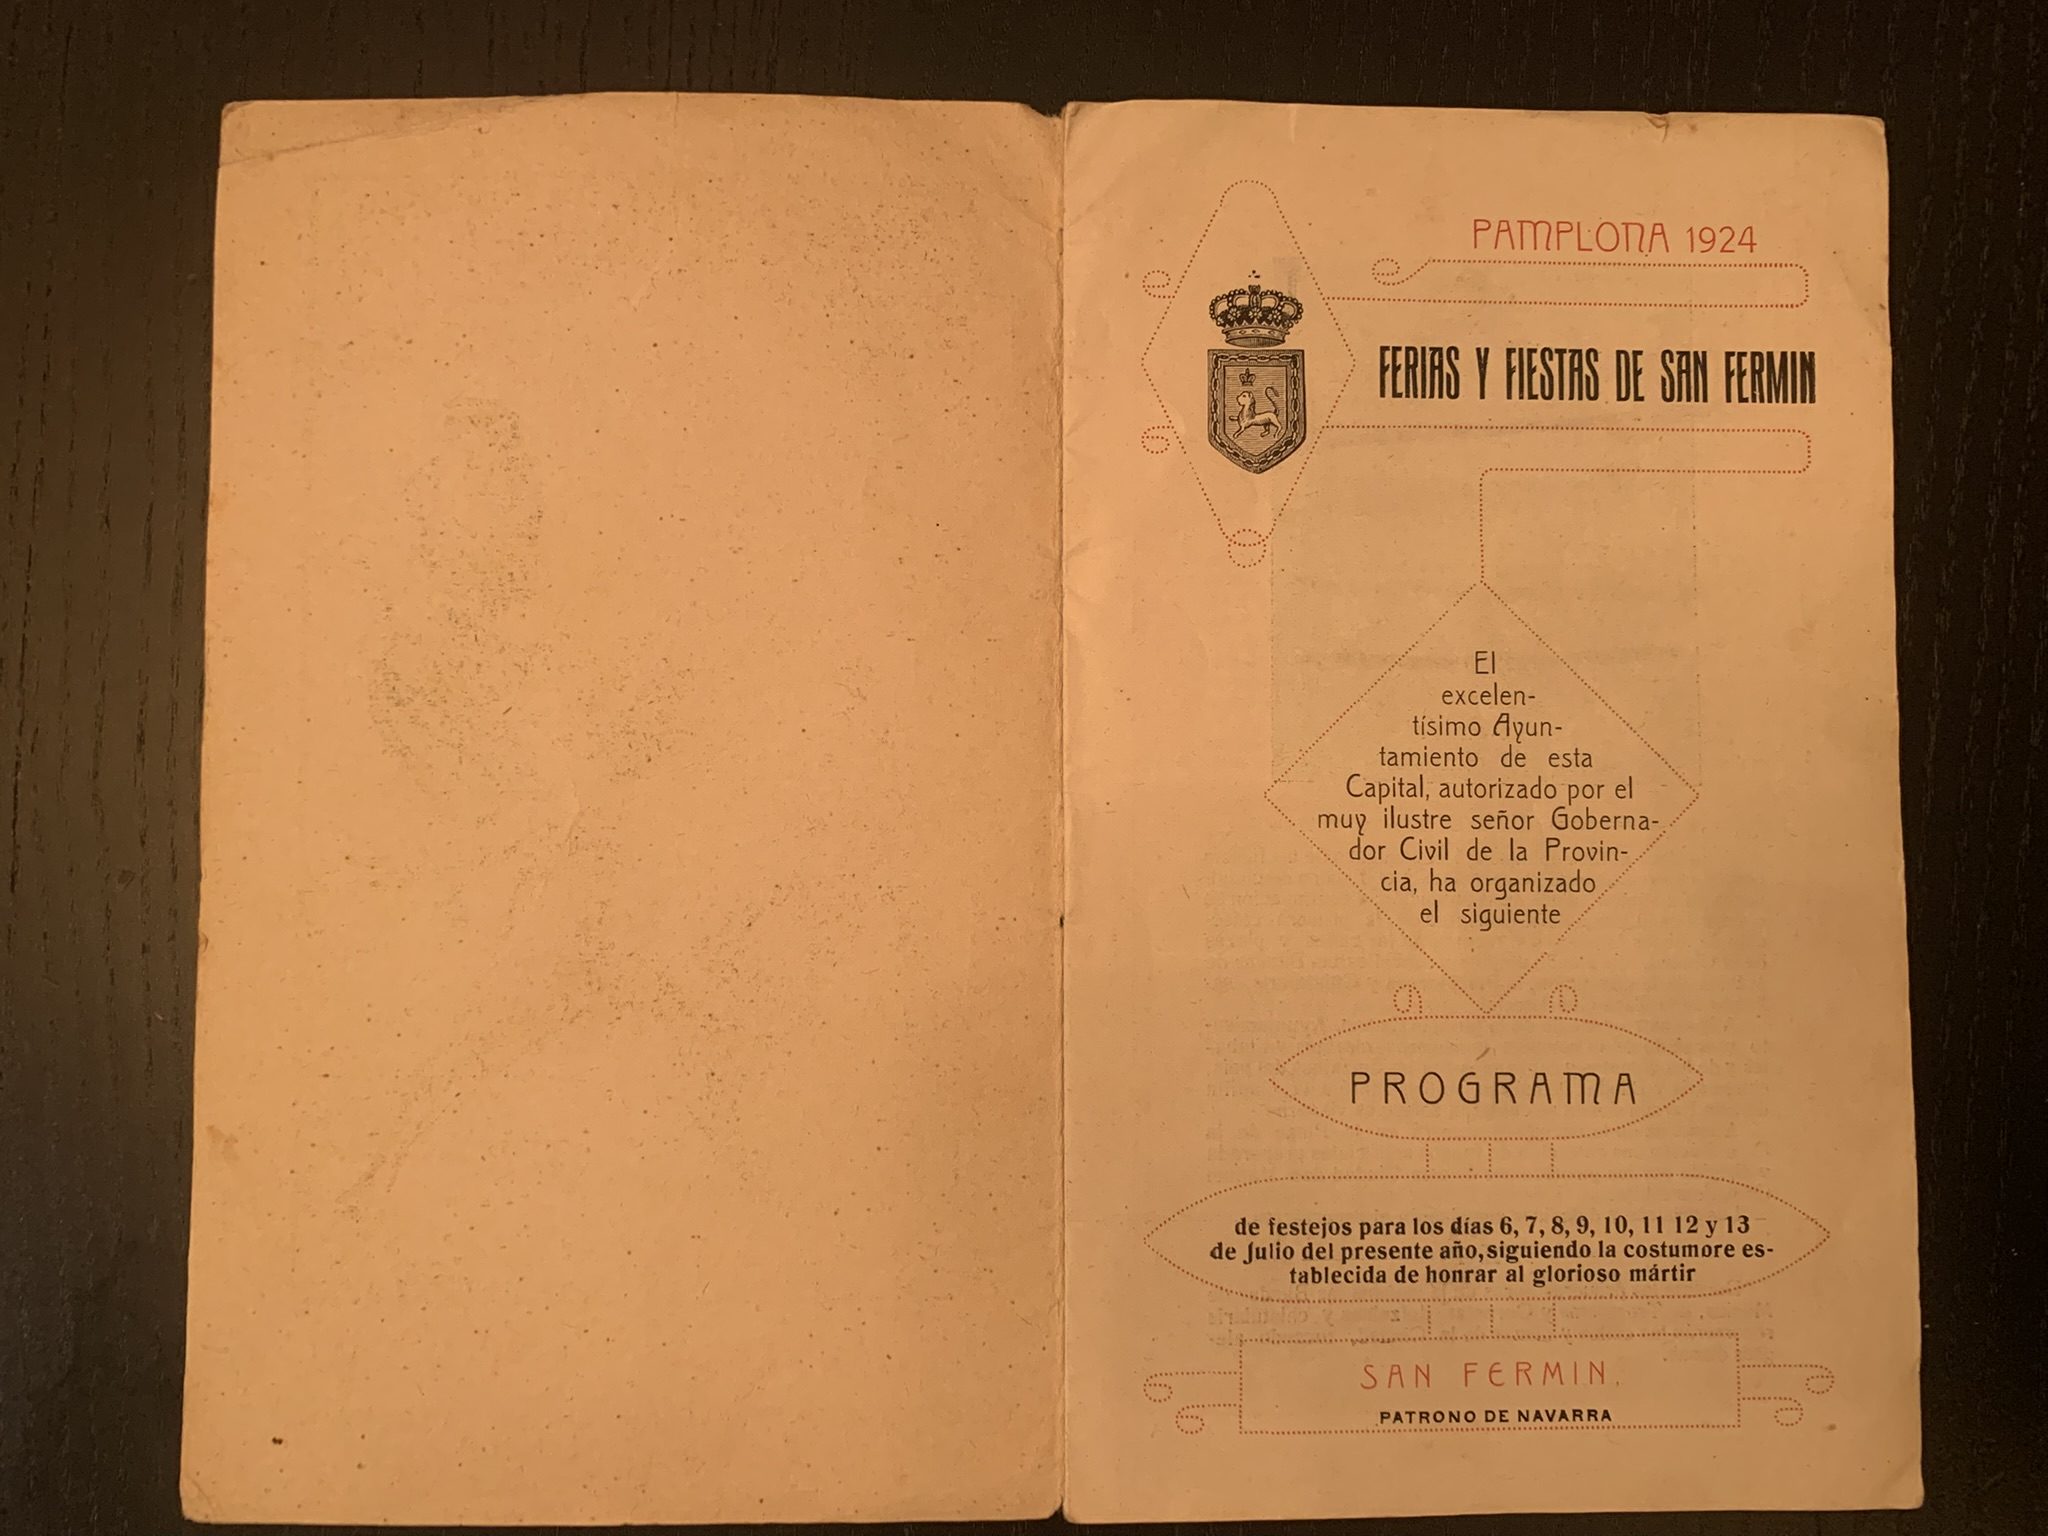 PAMPLONA 1924
FERIAS Y FIESTAS DE SAN FERMIN
El
excelen-
tísimo Ayun-
tamiento de esta
Capital, autorizado por el
muy ilustre señor Goberna-
dor Civil de la Provin-
cia, ha organizado
el siguiente
PROGRAMA
de festejos para los días 6, 7, 8, 9, 10, 11 12 y 13
de Julio del presente año, siguiendo la costumore es-
tablecida de honrar al glorioso mártir
SAN FERMIN.
PATRONO DE NAVARRA